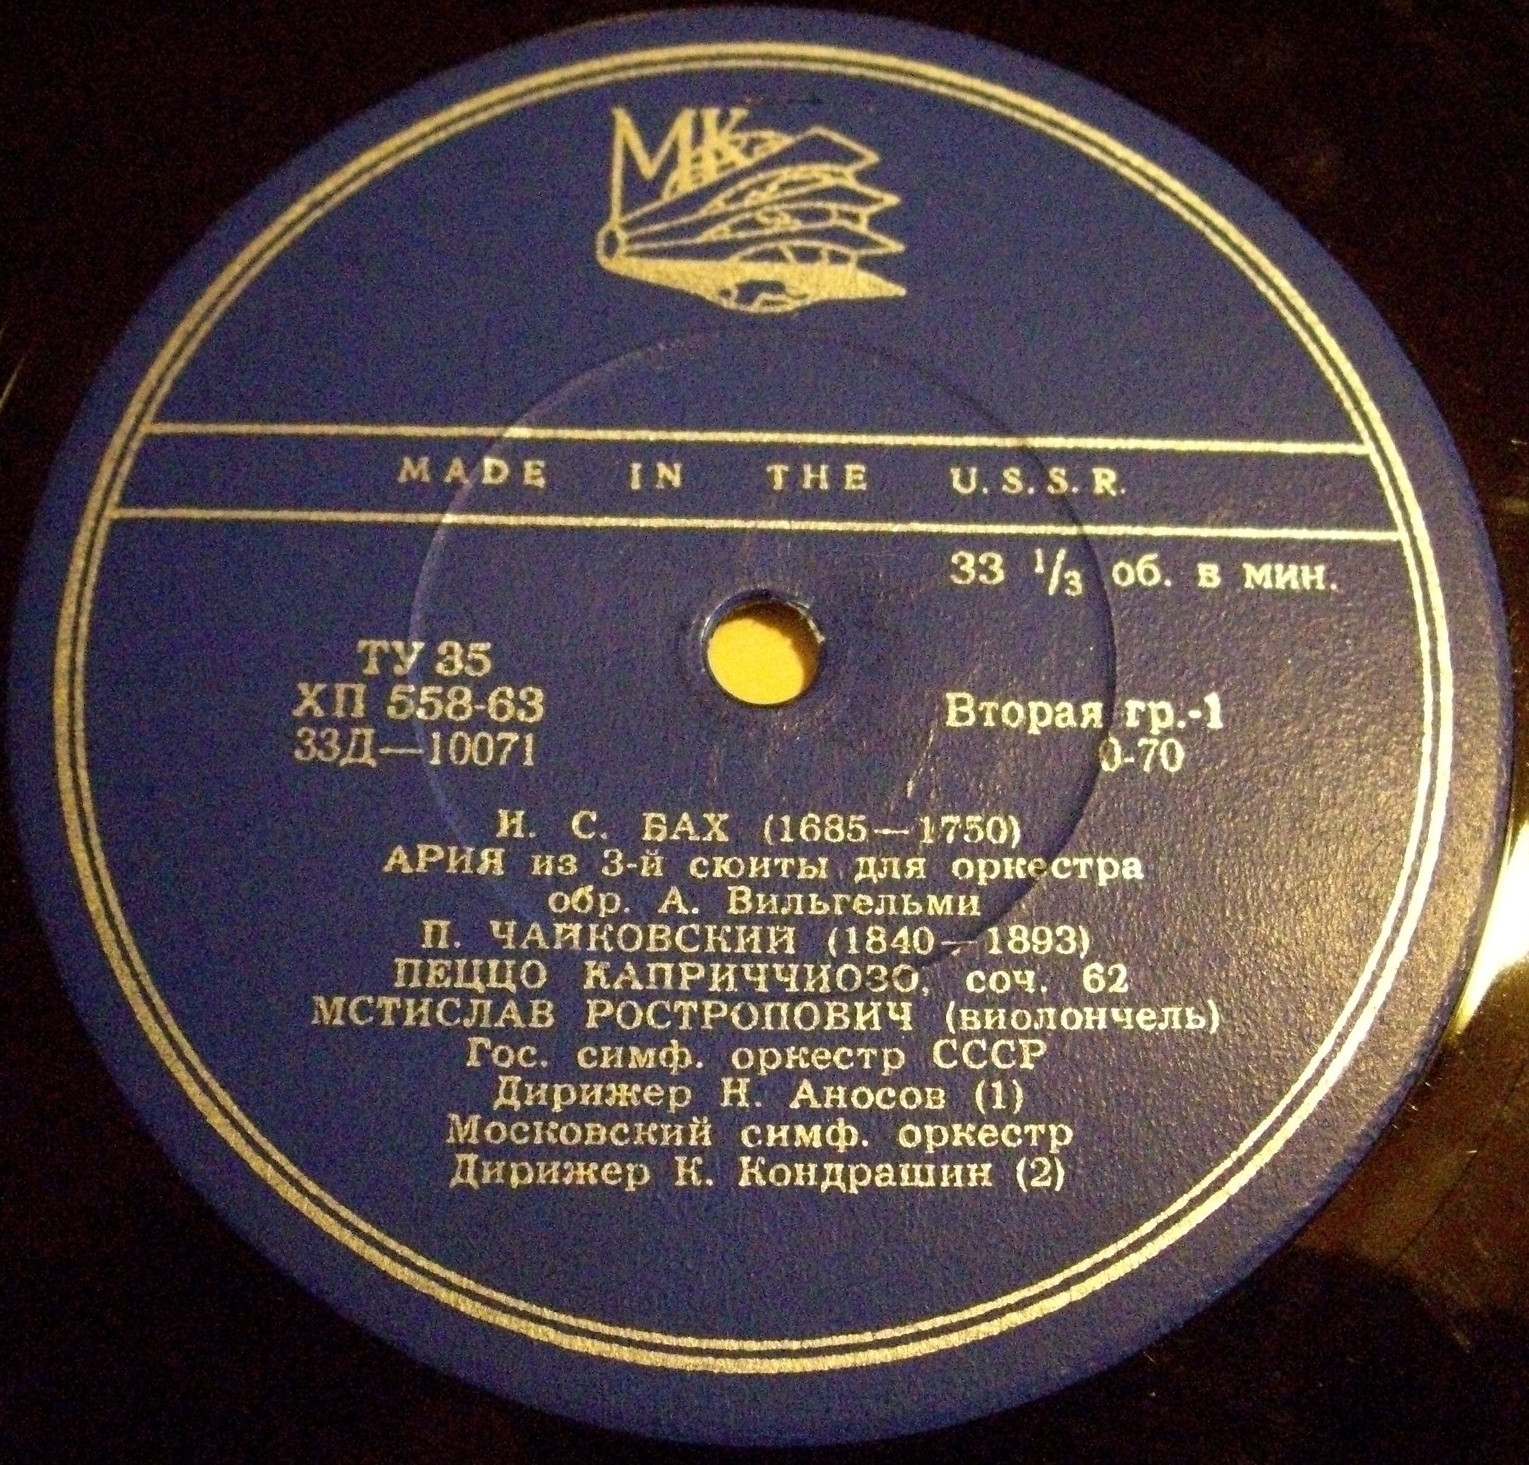 МК
MADE IN THE U.S.S.R.
33 1/3 об. в мин.
ТУ 35
ХП 558-63
33Д—10071
Вторая гр.-1
0-70
И. С. БАХ (1685—1750)
АРИЯ из 3-й сюиты для оркестра
обр. А. Вильгельми
П. ЧАЙКОВСКИЙ (1840—1893)
ПЕЦЦО КАПРИЧЧИОЗО, соч. 62
МСТИСЛАВ РОСТРОПОВИЧ (виолончель)
Гос. симф. оркестр СССР
Дирижер Н. Аносов (1)
Московский симф. оркестр
Дирижер К. Кондрашин (2)